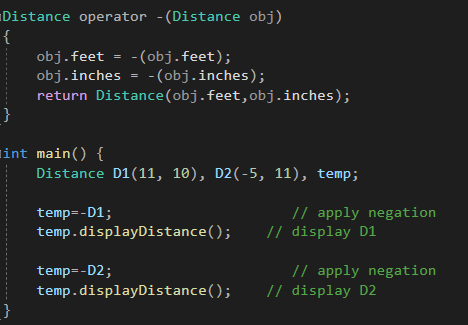 Distance operator -(Distance obj)
{
    obj.feet = -(obj.feet);
    obj.inches = -(obj.inches);
    return Distance(obj.feet,obj.inches);
}
int main() {
    Distance D1(11, 10), D2(-5, 11), temp;
    temp=-D1;                      // apply negation
    temp.displayDistance();    // display D1
    temp=-D2;                      // apply negation
    temp.displayDistance();    // display D2
}